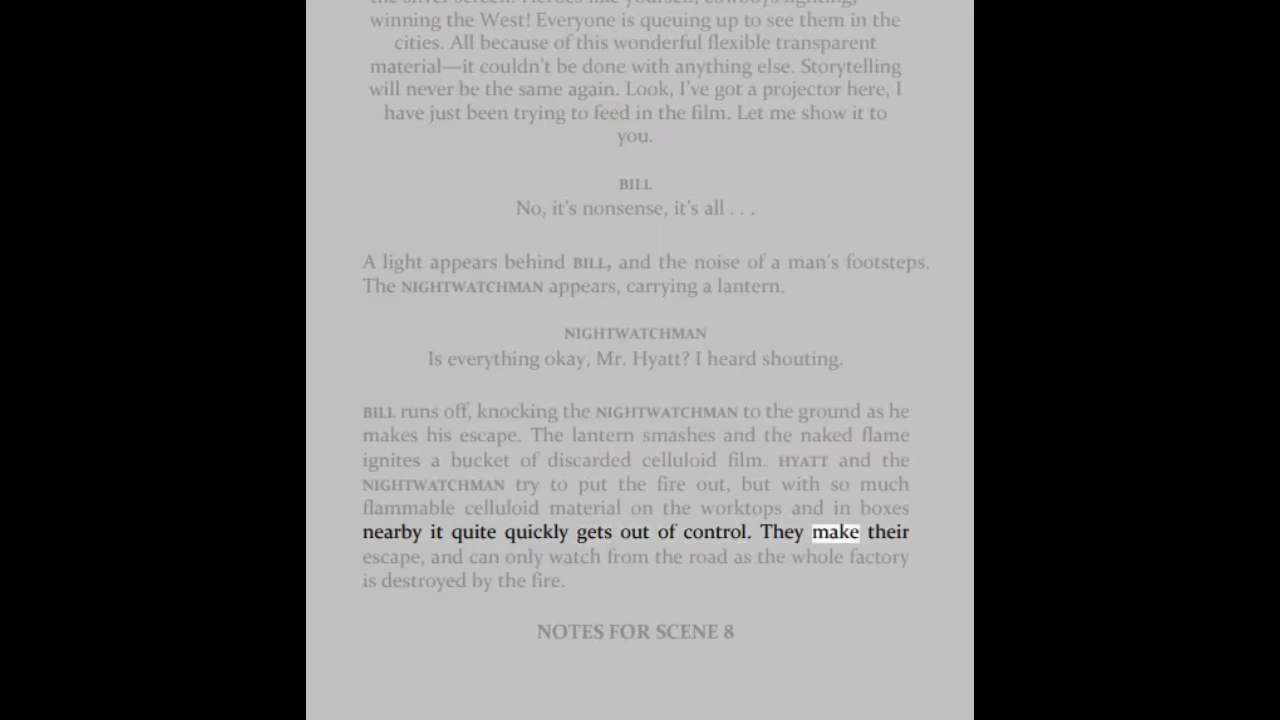 the silver screen! Heroes like yourself, cowboys fighting,
winning the West! Everyone is queuing up to see them in the
cities. All because of this wonderful flexible transparent
material—it couldn't be done with anything else. Storytelling
will never be the same again. Look, I've got a projector here, I
have just been trying to feed in the film. Let me show it to
you.
BILL
No, it's nonsense, it's all . . .
A light appears behind BILL, and the noise of a man's footsteps.
The NIGHTWATCHMAN appears, carrying a lantern.
NIGHTWATCHMAN
Is everything okay, Mr. Hyatt? I heard shouting.
BILL runs off, knocking the NIGHTWATCHMAN to the ground as he
makes his escape. The lantern smashes and the naked flame
ignites a bucket of discarded celluloid film. HYATT and the
NIGHTWATCHMAN try to put the fire out, but with so much
flammable celluloid material on the worktops and in boxes
nearby it quite quickly gets out of control. They make their
escape, and can only watch from the road as the whole factory
is destroyed by the fire.
NOTES FOR SCENE 8